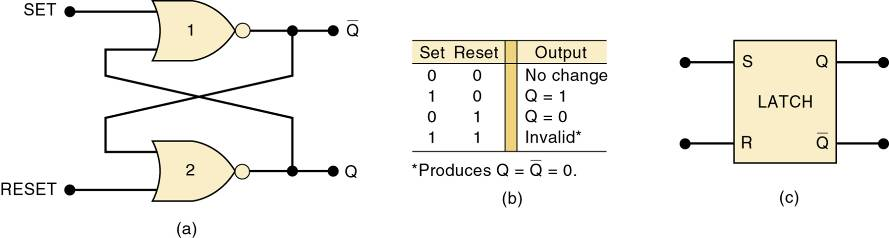 SET
1
Q̅
2
Q
RESET
(a)
Set Reset Output
0 0 No change
1 0 Q = 1
0 1 Q = 0
1 1 Invalid*
*Produces Q = Q̅ = 0.
(b)
S Q
LATCH
R Q̅
(c)